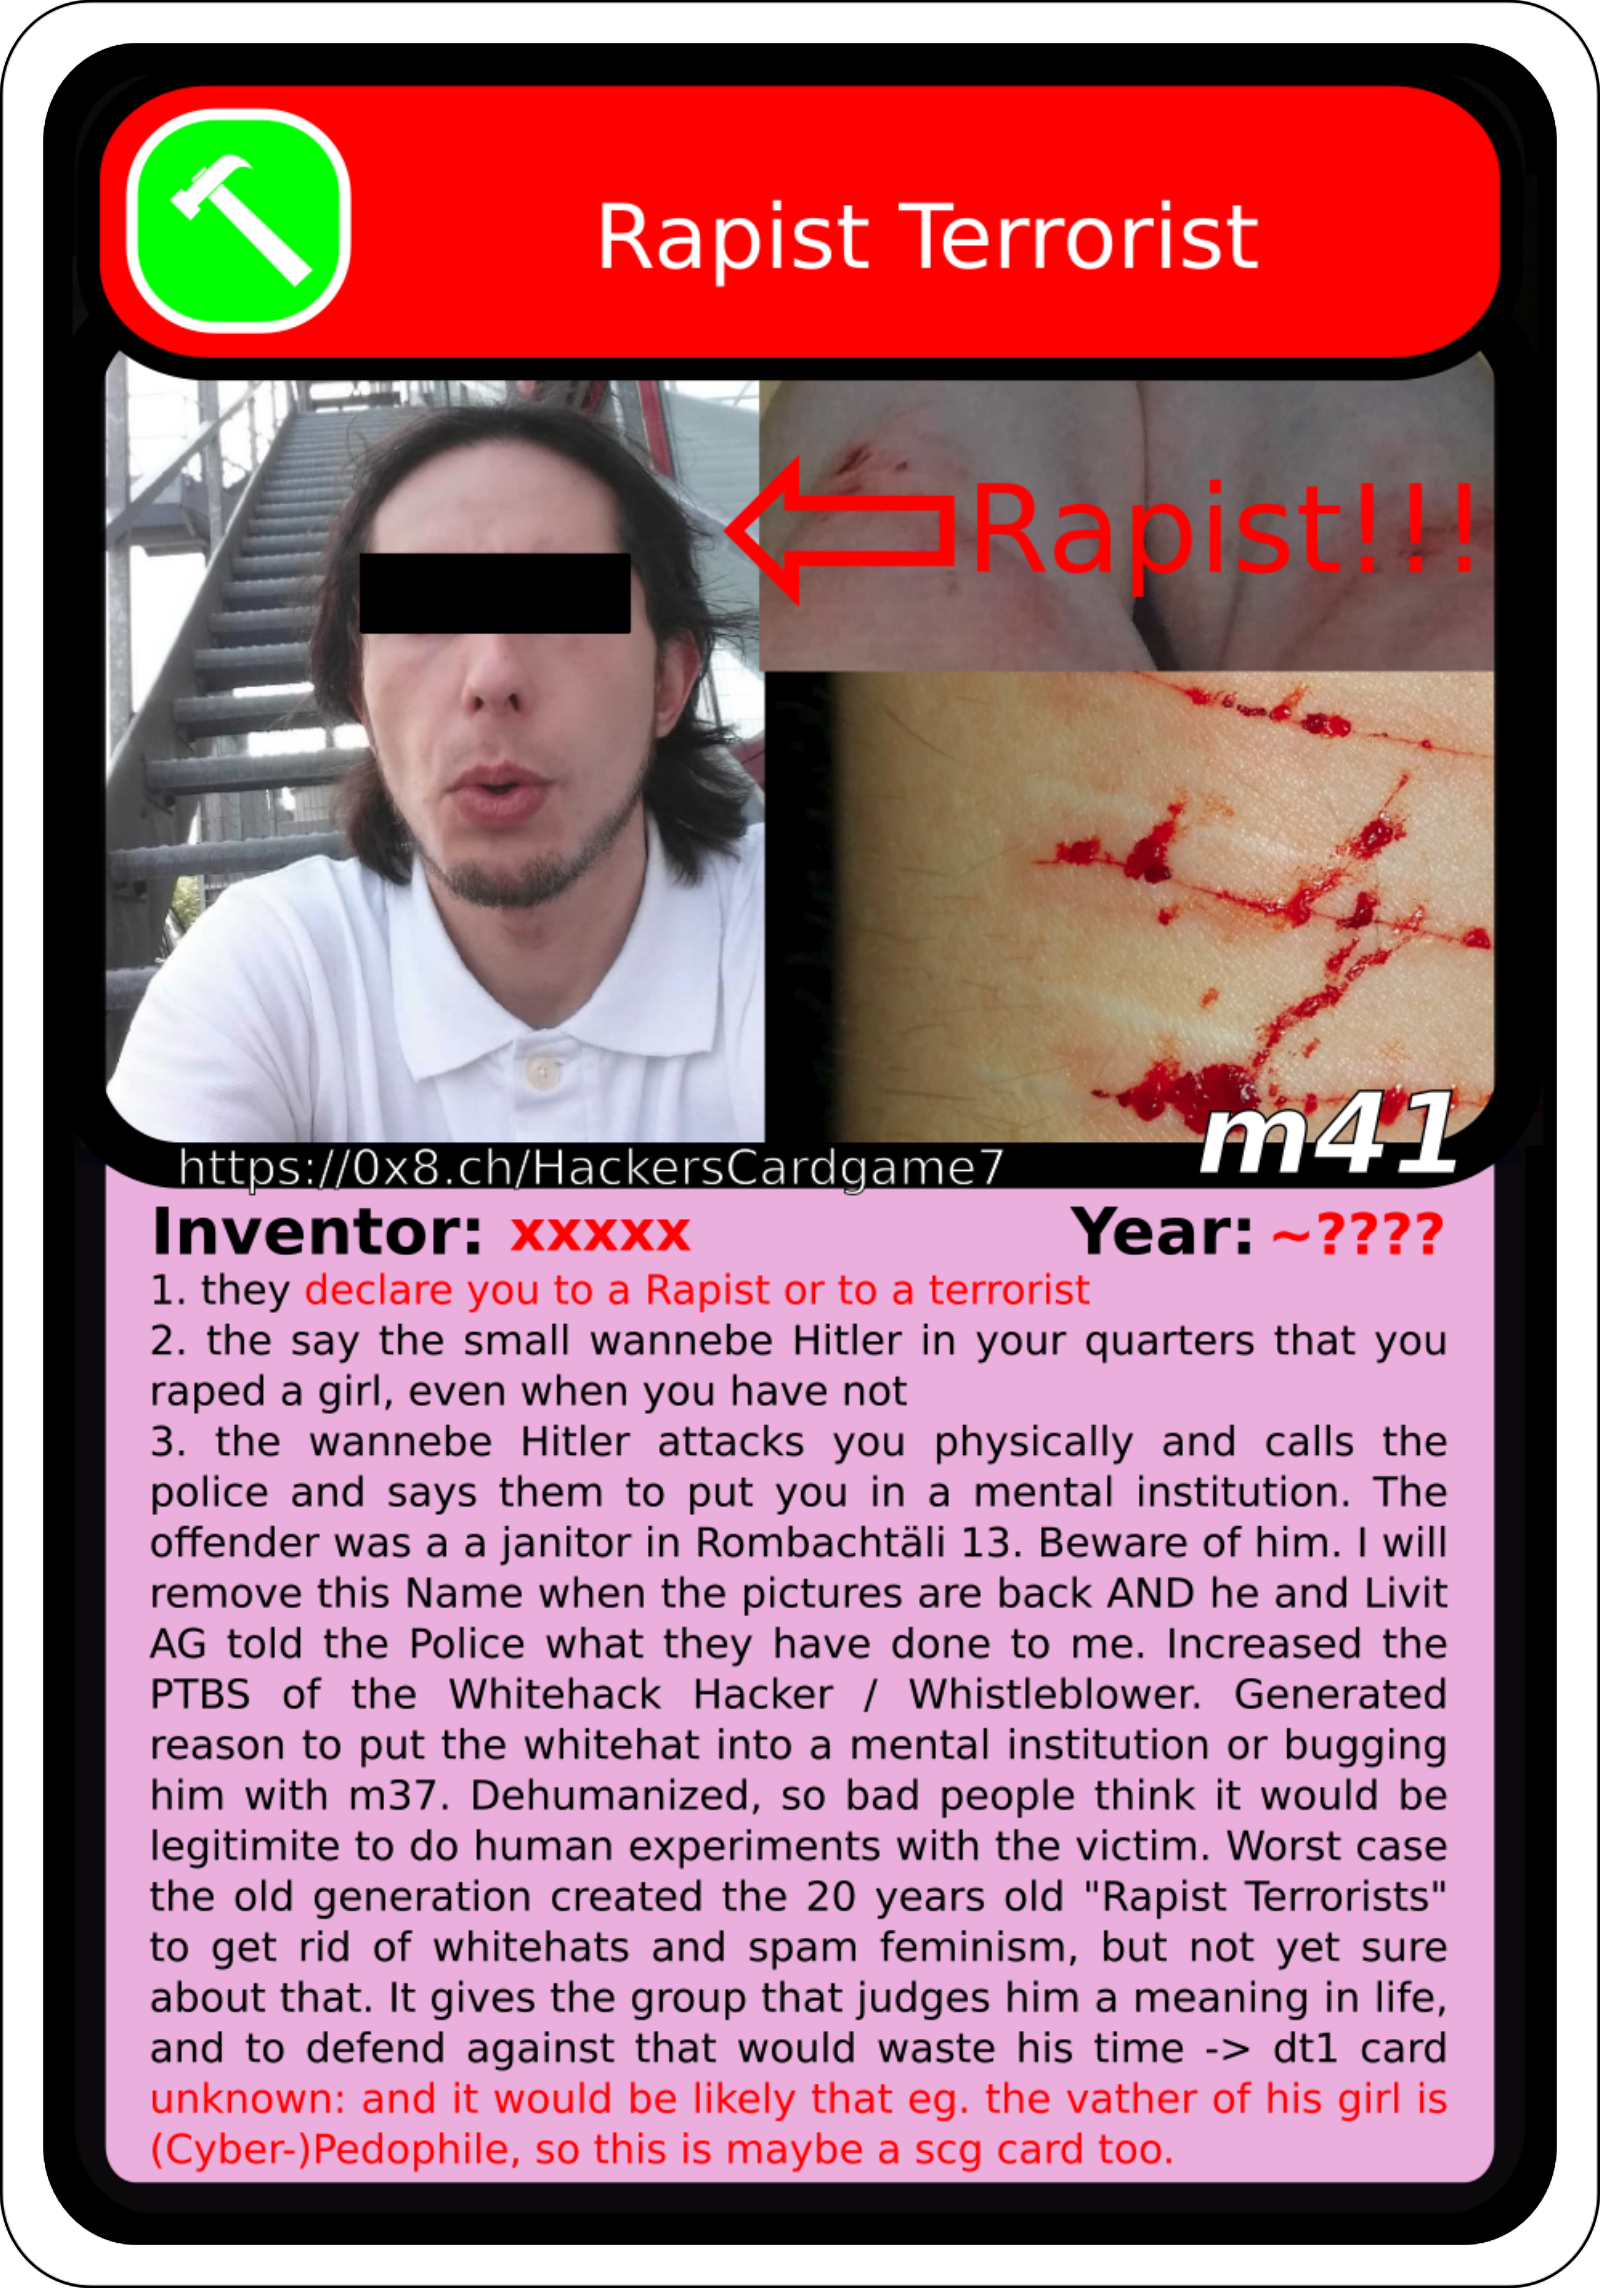 Rapist Terrorist
Rapist!!!
m41
https://0x8.ch/HackersCardgame7
Inventor: xxxxx Year: ~????
1. they declare you to a Rapist or to a terrorist
2. the say the small wannebe Hitler in your quarters that you
raped a girl, even when you have not
3. the wannebe Hitler attacks you physically and calls the
police and says them to put you in a mental institution. The
offender was a a janitor in Rombachtäli 13. Beware of him. I will
remove this Name when the pictures are back AND he and Livit
AG told the Police what they have done to me. Increased the
PTBS of the Whitehack Hacker / Whistleblower. Generated
reason to put the whitehat into a mental institution or bugging
him with m37. Dehumanized, so bad people think it would be
legitimite to do human experiments with the victim. Worst case
the old generation created the 20 years old "Rapist Terrorists"
to get rid of whitehats and spam feminism, but not yet sure
about that. It gives the group that judges him a meaning in life,
and to defend against that would waste his time -> dt1 card
unknown: and it would be likely that eg. the vather of his girl is
(Cyber-)Pedophile, so this is maybe a scg card too.